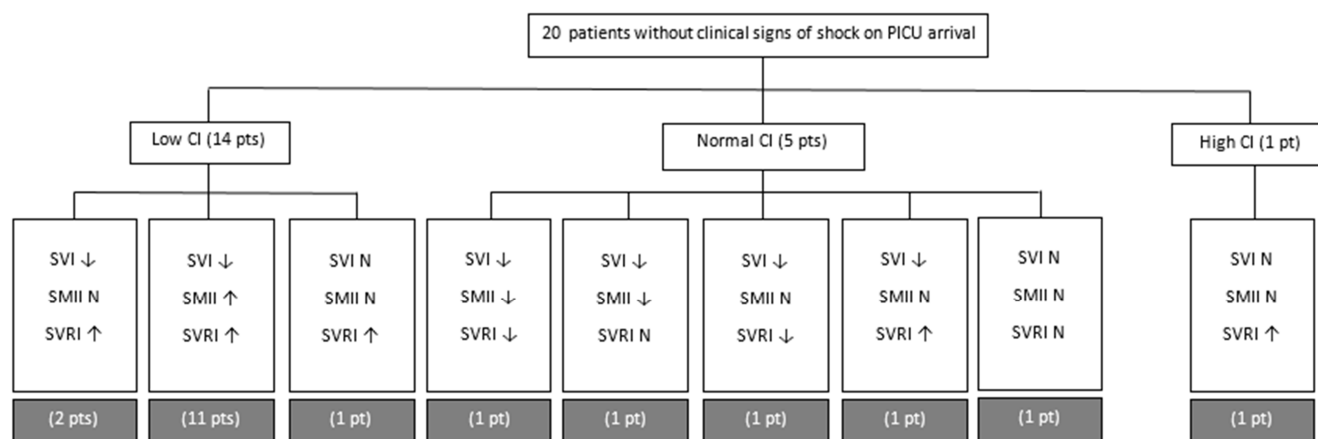 20 patients without clinical signs of shock on PICU arrival
Low CI (14 pts)
Normal CI (5 pts)
High CI (1 pt)
SVI ↓
SMII N
SVRI ↑
(2 pts)
SVI ↓
SMII ↑
SVRI ↑
(11 pts)
SVI N
SMII N
SVRI ↑
(1 pt)
SVI ↓
SMII ↓
SVRI ↓
(1 pt)
SVI ↓
SMII ↓
SVRI N
(1 pt)
SVI ↓
SMII N
SVRI ↓
(1 pt)
SVI ↓
SMII N
SVRI ↑
(1 pt)
SVI N
SMII N
SVRI N
(1 pt)
SVI N
SMII N
SVRI ↑
(1 pt)